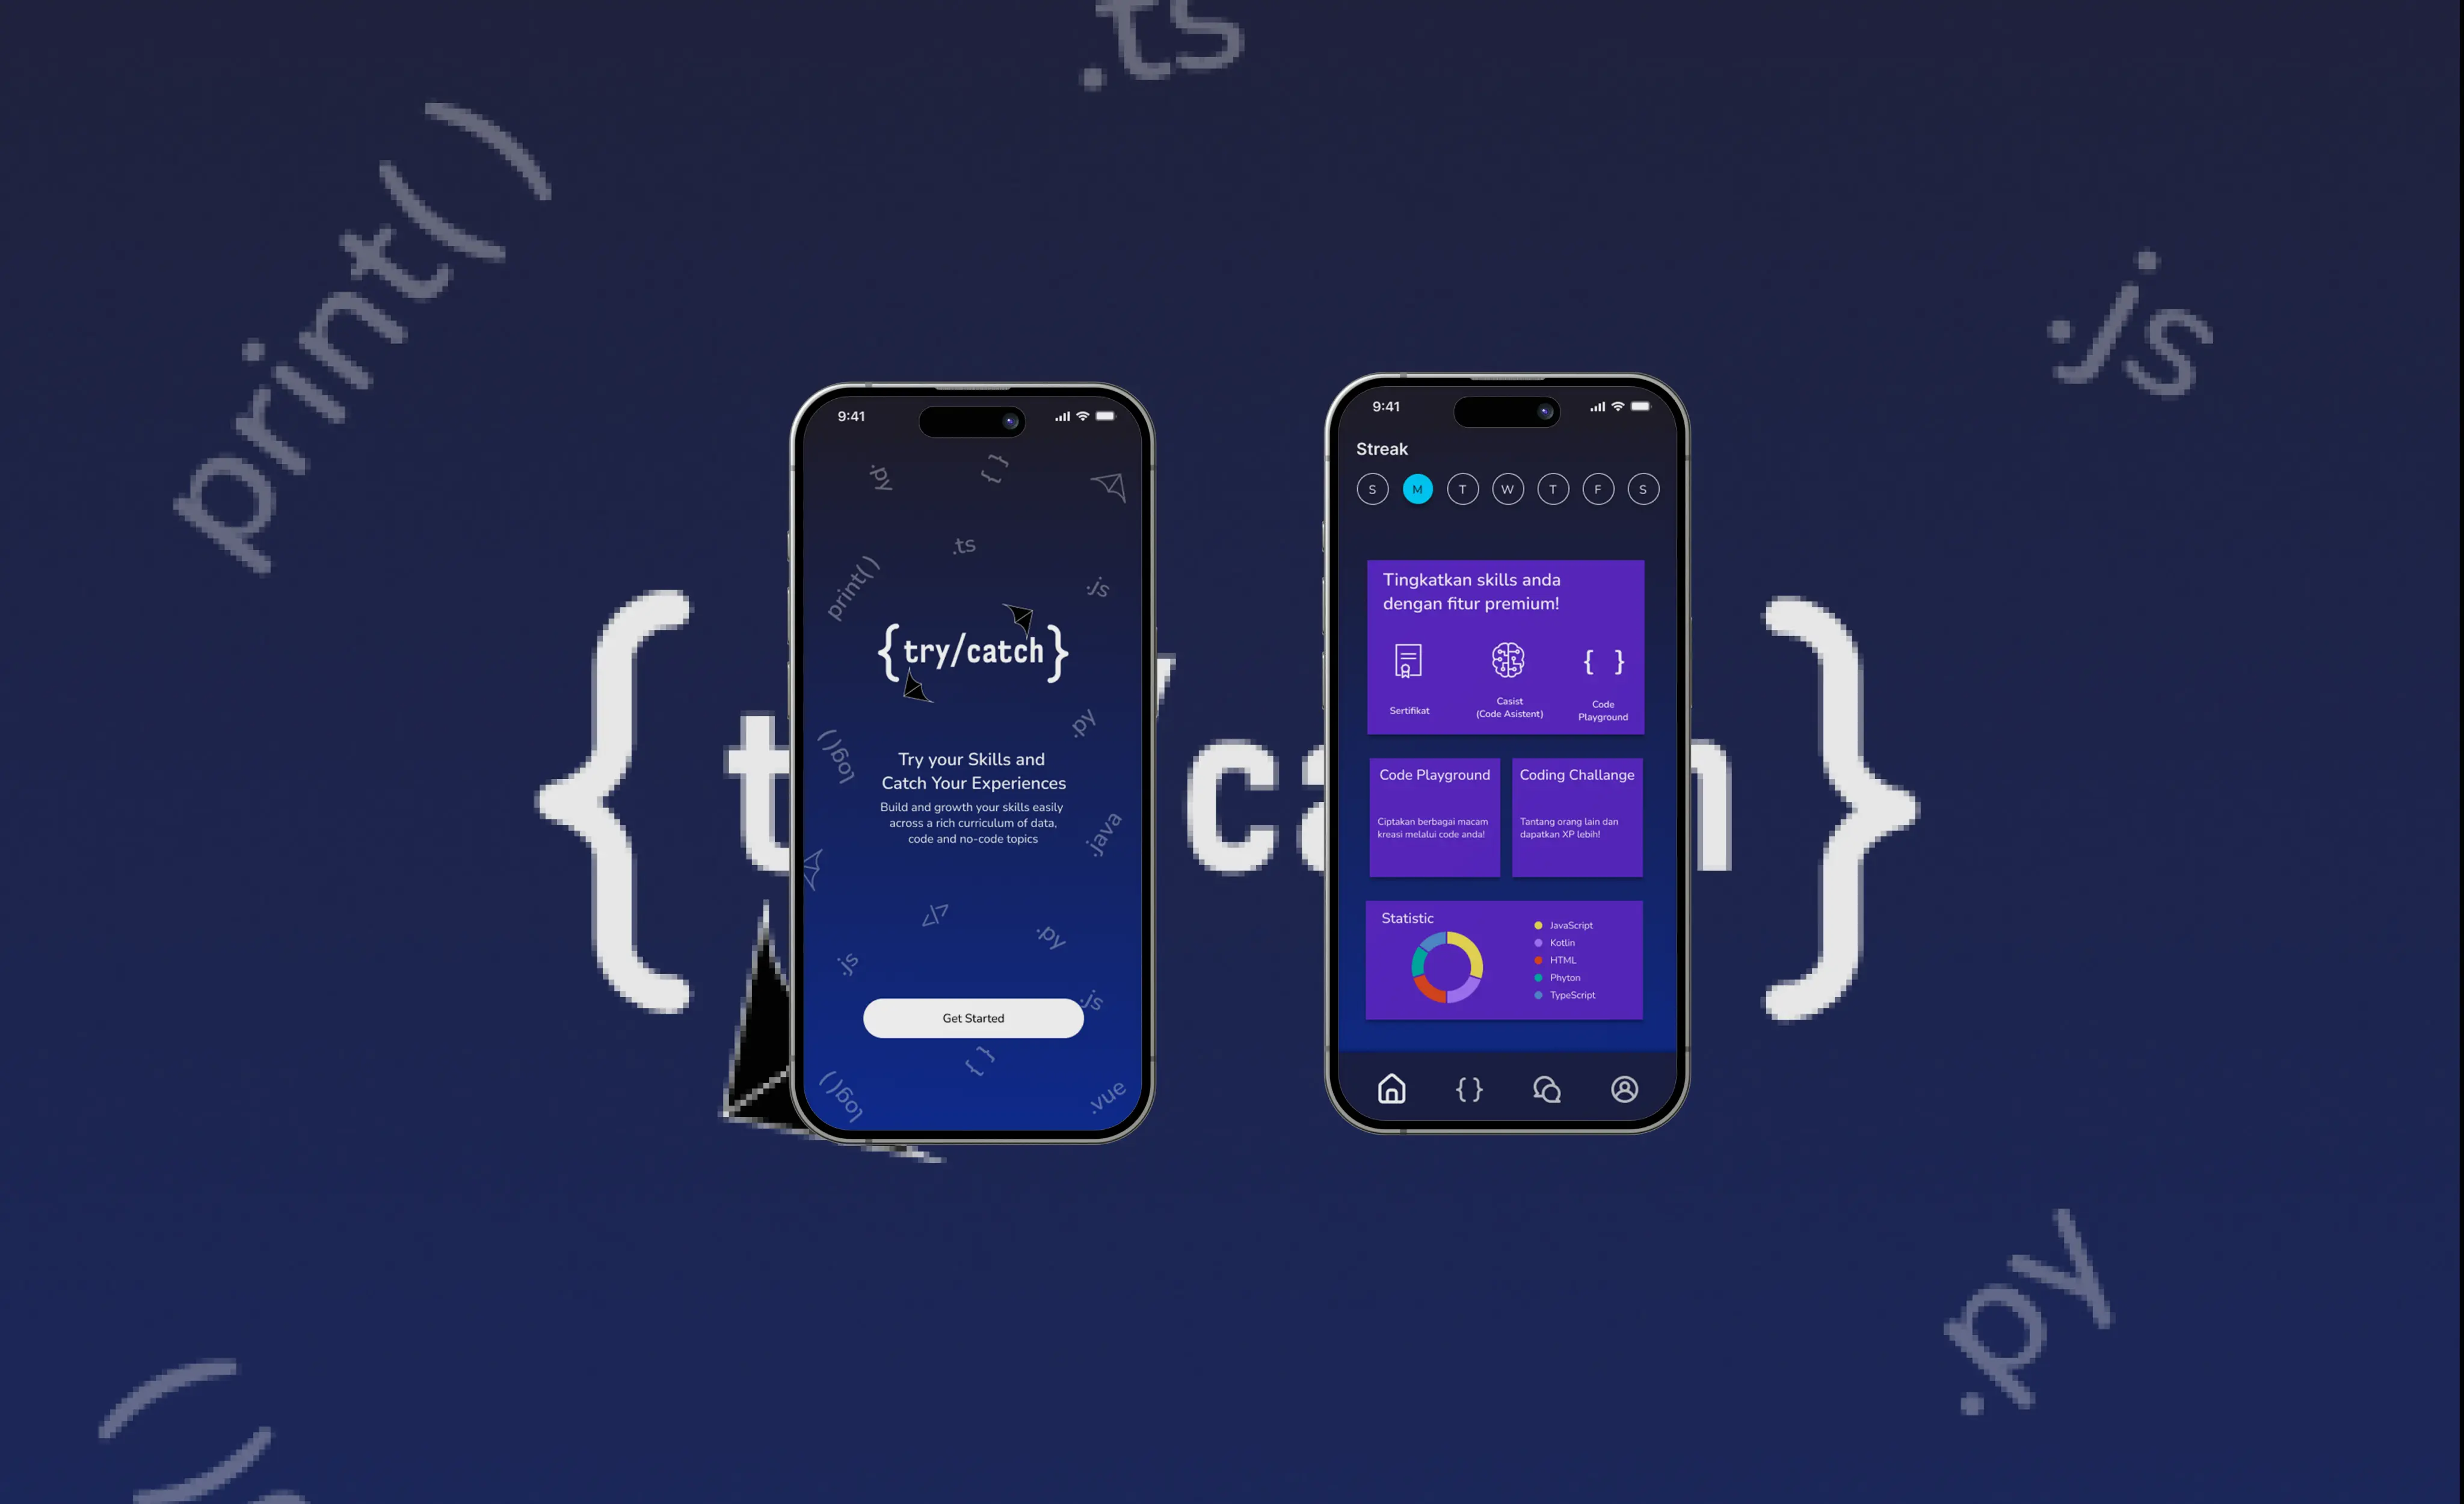 .ts
print()
.js
{ t ca }
.py
9:41
.py
{ }
.ts
print()
.js
{try/catch}
.py
log()
Try your Skills and
Catch Your Experiences
Build and growth your skills easily
across a rich curriculum of data,
code and no-code topics
.java
</>
.py
.js
.js
Get Started
{ }
log()
.vue
9:41
Streak
S M T W T F S
Tingkatkan skills anda
dengan fitur premium!
{ }
Sertifikat
Casist
(Code Asistent)
Code
Playground
Code Playground
Ciptakan berbagai macam
kreasi melalui code anda!
Coding Challange
Tantang orang lain dan
dapatkan XP lebih!
Statistic
JavaScript
Kotlin
HTML
Phyton
TypeScript
{ }